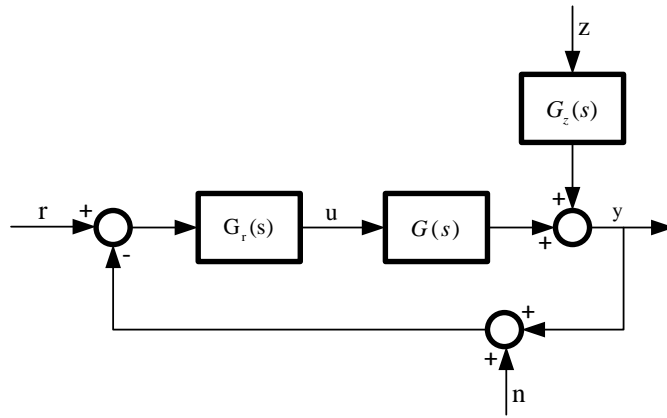 z
G_z(s)
r
+
-
G_r(s)
u
G(s)
+
+
y
+
+
n